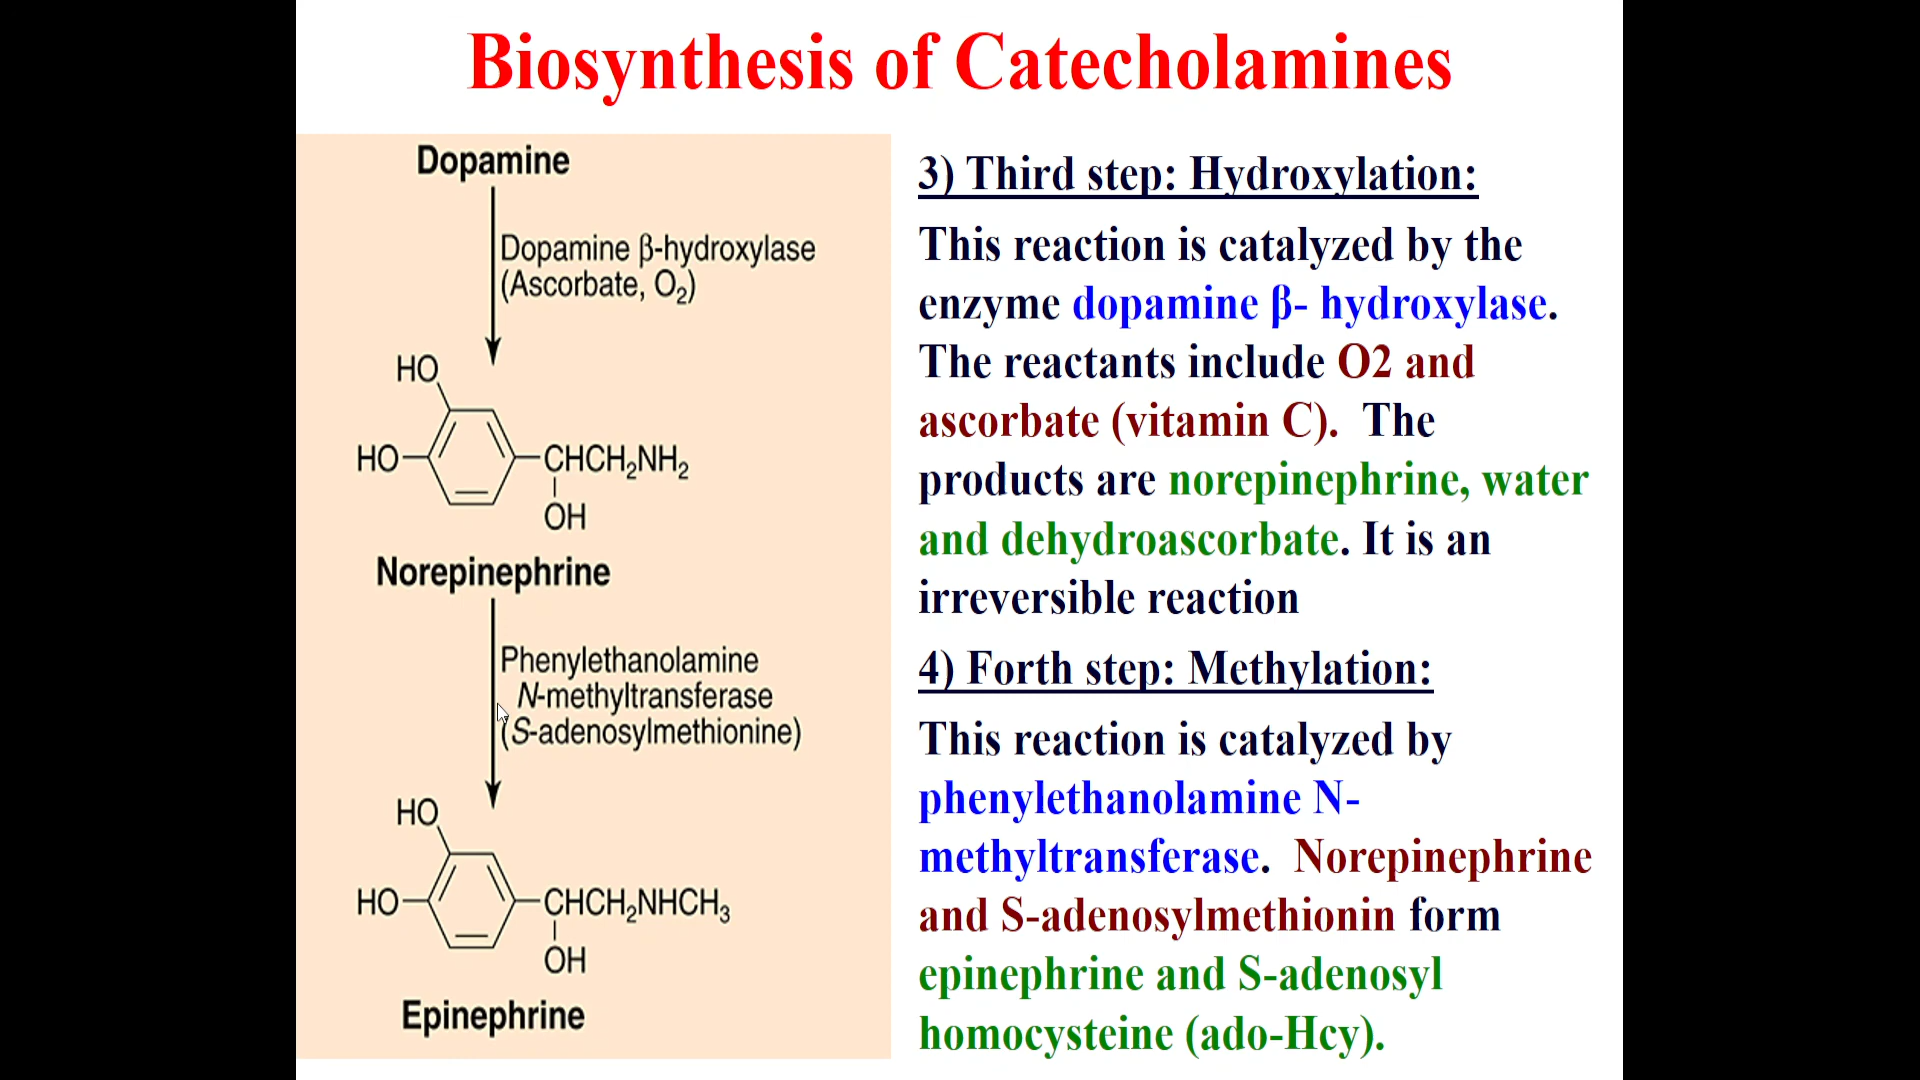 Biosynthesis of Catecholamines
Dopamine
Dopamine β-hydroxylase
(Ascorbate, O₂)
HO
HO
CHCH₂NH₂
OH
Norepinephrine
Phenylethanolamine
N-methyltransferase
(S-adenosylmethionine)
HO
HO
CHCH₂NHCH₃
OH
Epinephrine
3) Third step: Hydroxylation:
This reaction is catalyzed by the
enzyme dopamine β- hydroxylase.
The reactants include O2 and
ascorbate (vitamin C). The
products are norepinephrine, water
and dehydroascorbate. It is an
irreversible reaction
4) Forth step: Methylation:
This reaction is catalyzed by
phenylethanolamine N-
methyltransferase. Norepinephrine
and S-adenosylmethionin form
epinephrine and S-adenosyl
homocysteine (ado-Hcy).